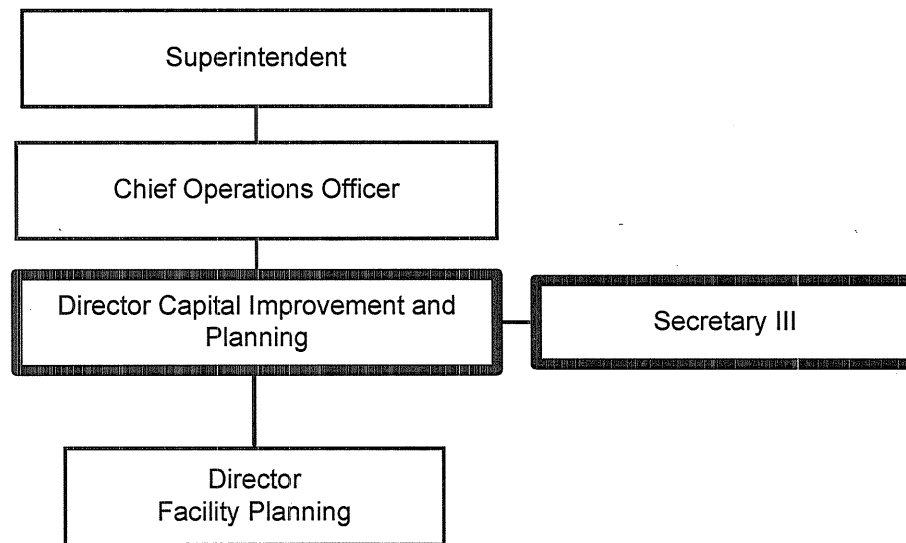 Superintendent
Chief Operations Officer
Director Capital Improvement and
Planning
Secretary III
Director
Facility Planning